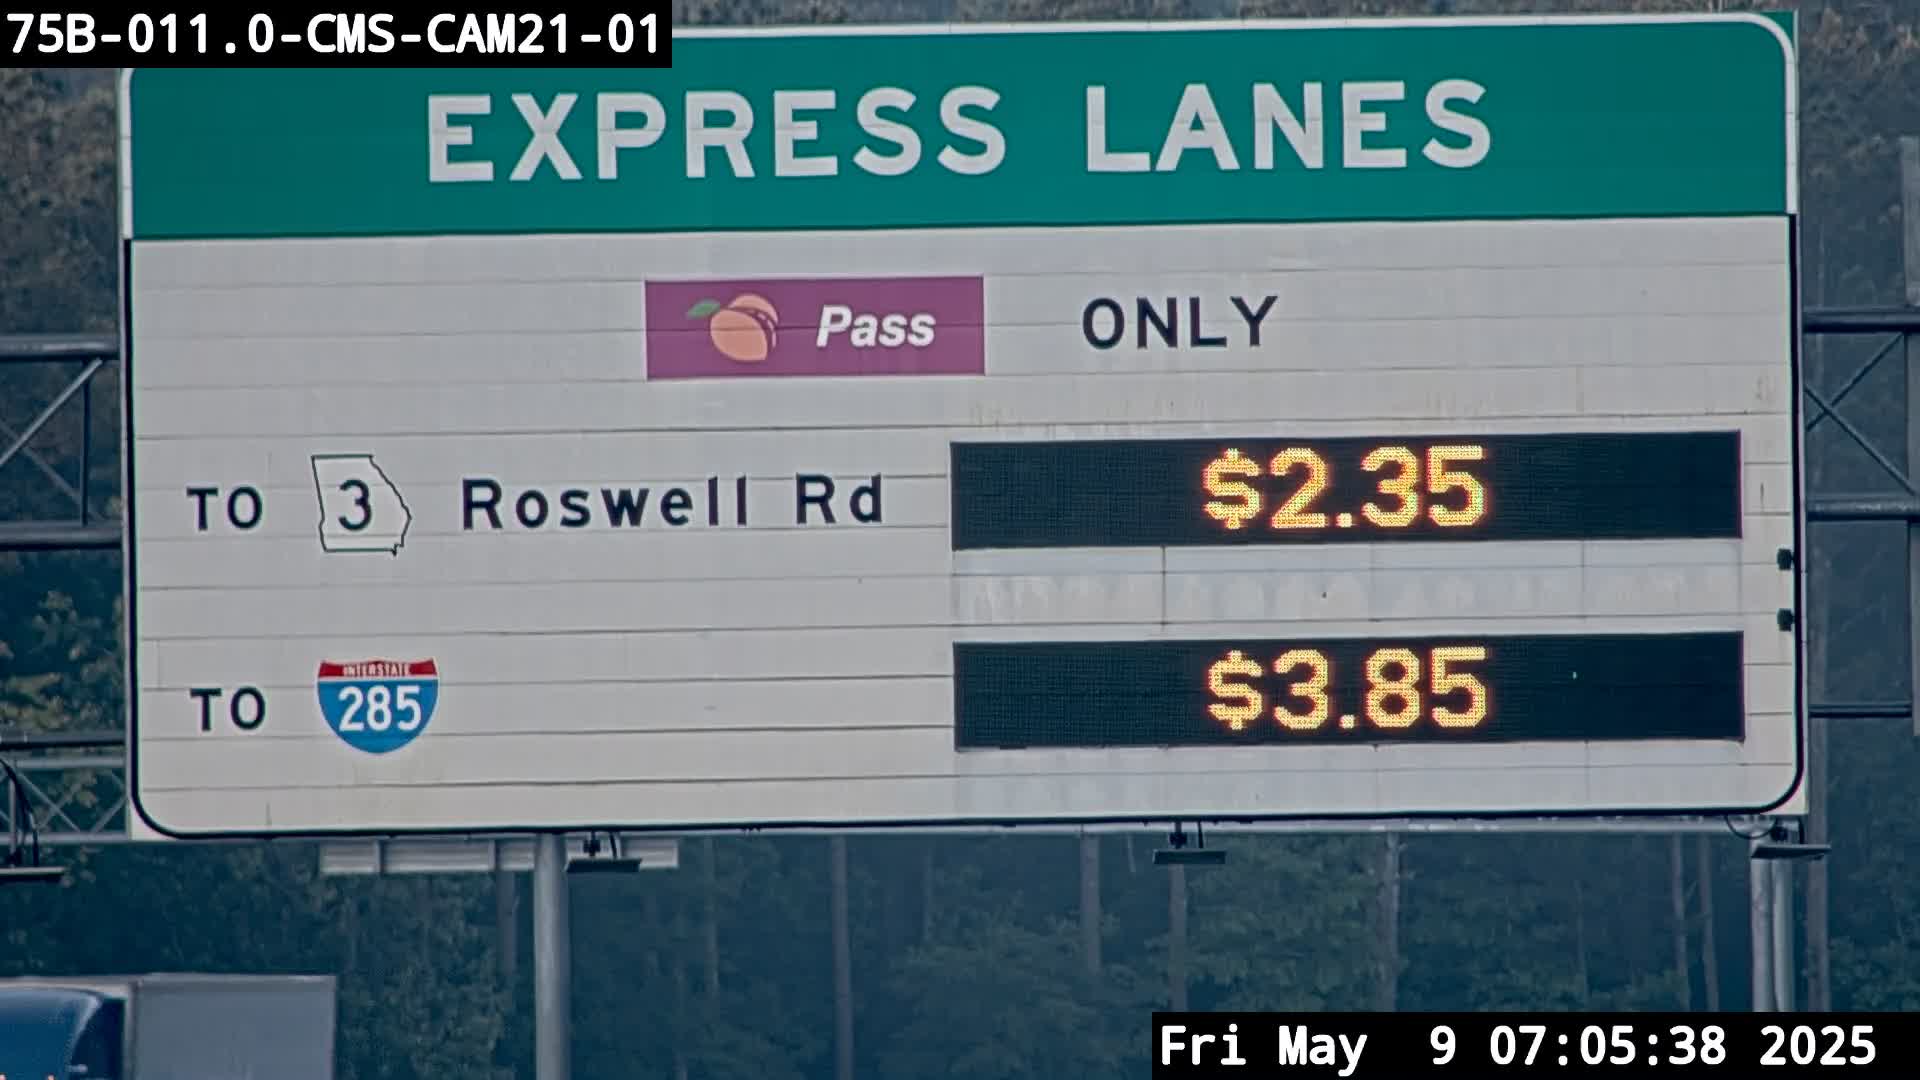 75B-011.0-CMS-CAM21-01
EXPRESS LANES
Pass ONLY
TO 3 Roswell Rd $2.35
INTERSTATE
TO 285 $3.85
Fri May 9 07:05:38 2025